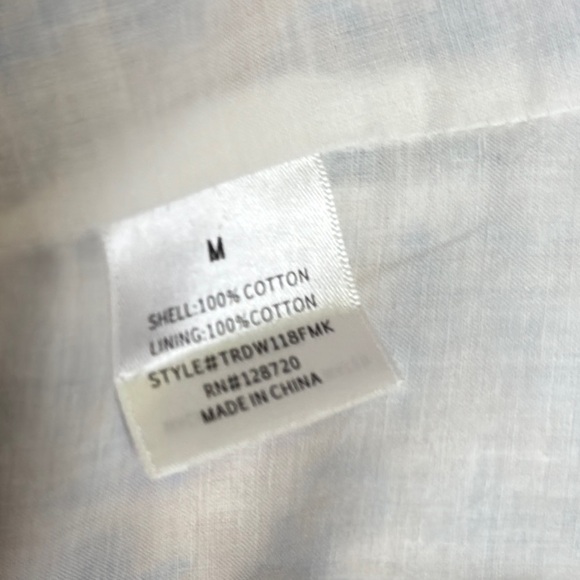 M
SHELL:100% COTTON
LINING:100%COTTON
STYLE#TRDW118FMK
RN#128720
MADE IN CHINA